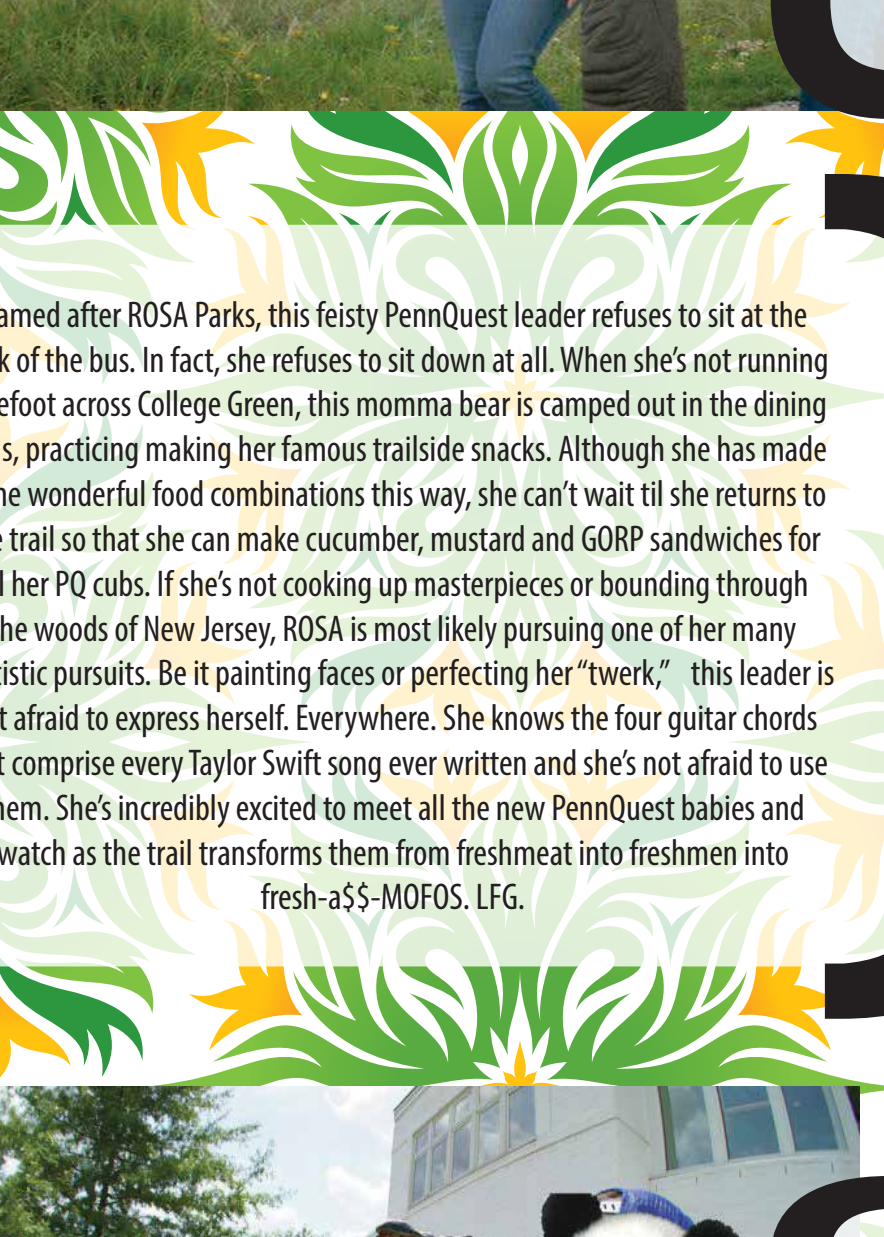 amed after ROSA Parks, this feisty PennQuest leader refuses to sit at the
k of the bus. In fact, she refuses to sit down at all. When she’s not running
efoot across College Green, this momma bear is camped out in the dining
s, practicing making her famous trailside snacks. Although she has made
ne wonderful food combinations this way, she can’t wait til she returns to
e trail so that she can make cucumber, mustard and GORP sandwiches for
l her PQ cubs. If she’s not cooking up masterpieces or bounding through
he woods of New Jersey, ROSA is most likely pursuing one of her many
tistic pursuits. Be it painting faces or perfecting her “twerk,” this leader is
t afraid to express herself. Everywhere. She knows the four guitar chords
t comprise every Taylor Swift song ever written and she’s not afraid to use
hem. She’s incredibly excited to meet all the new PennQuest babies and
watch as the trail transforms them from freshmeat into freshmen into
fresh-a$$-MOFOS. LFG.